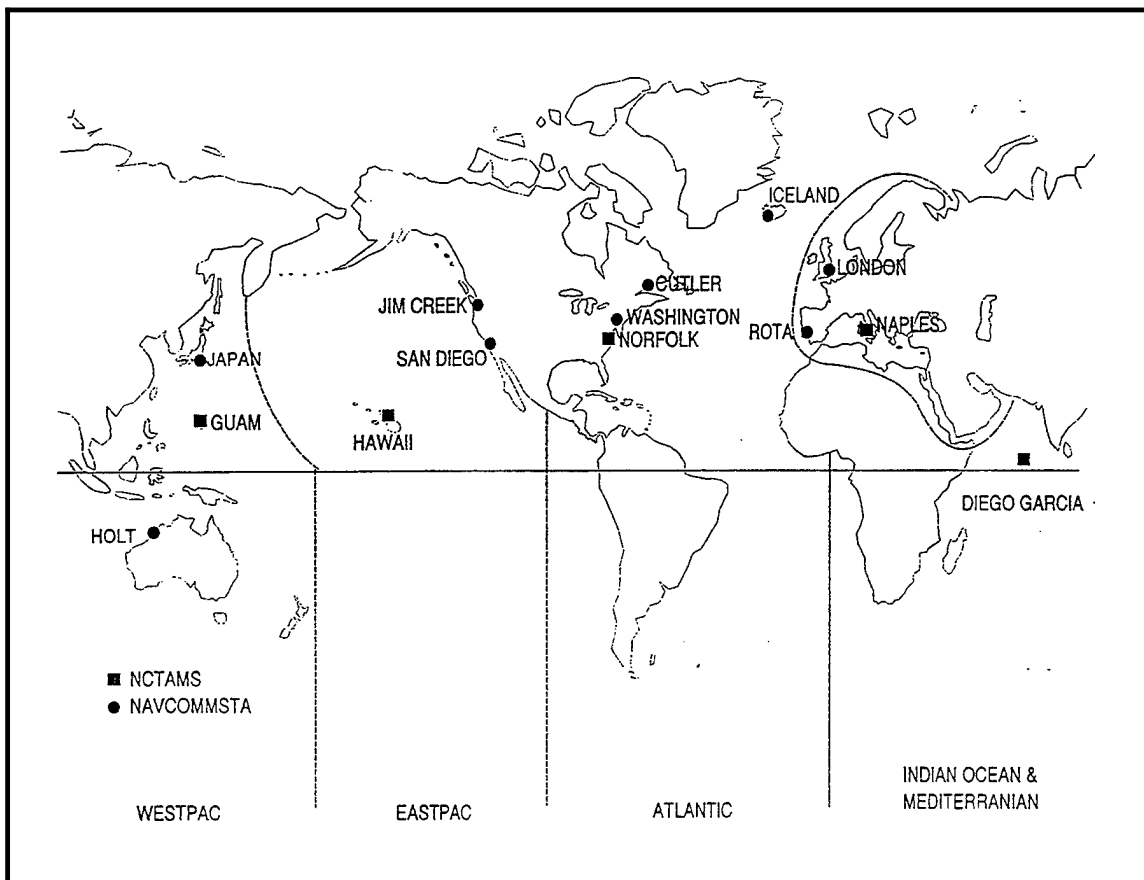 ICELAND
LONDON
CUTLER
JIM CREEK
WASHINGTON
ROTA
NAPLES
NORFOLK
SAN DIEGO
JAPAN
GUAM
HAWAII
DIEGO GARCIA
HOLT
NCTAMS
NAVCOMMSTA
INDIAN OCEAN &
MEDITERRANIAN
WESTPAC
EASTPAC
ATLANTIC